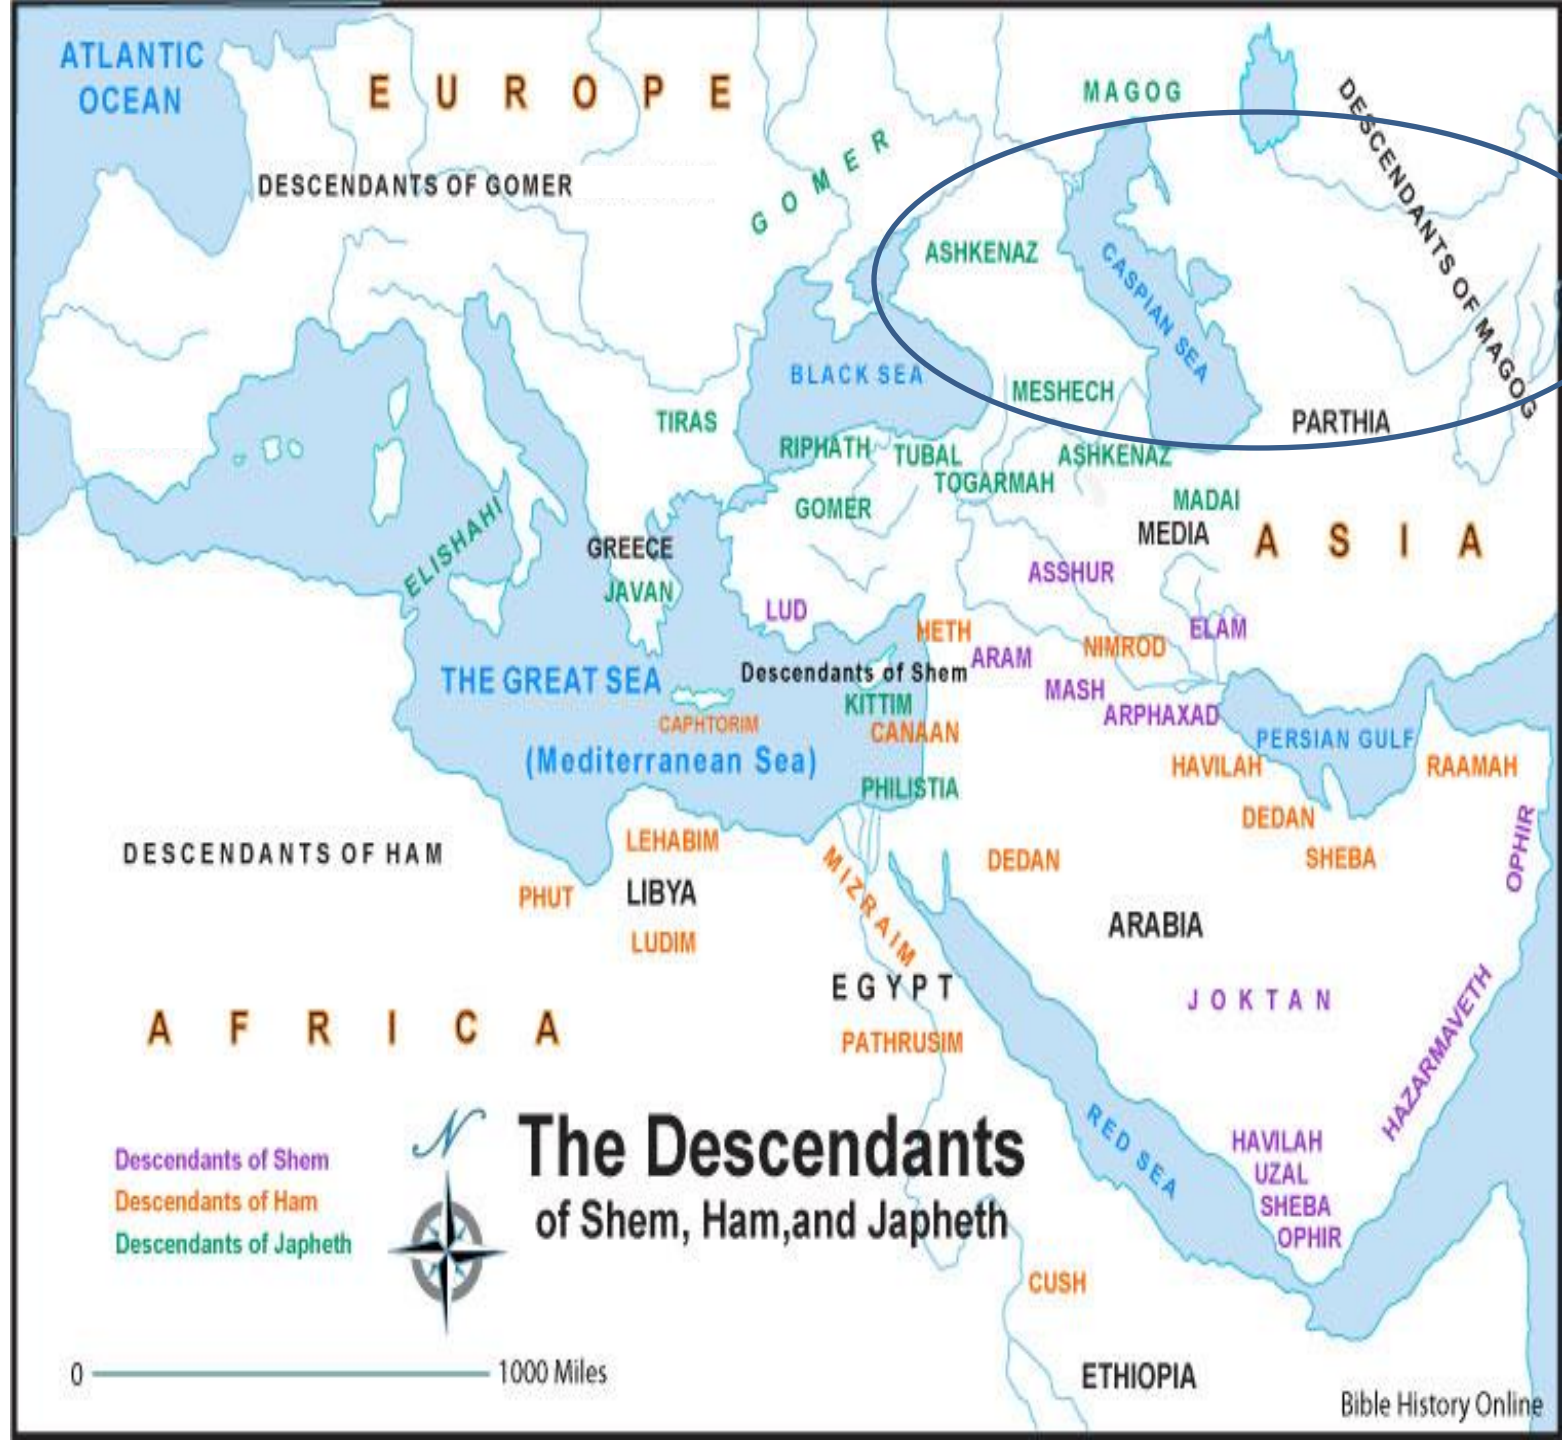 ATLANTIC
OCEAN
E U R O P E
MAGOG
DESCENDANTS OF MAGOG
DESCENDANTS OF GOMER
GOMER
ASHKENAZ
CASPIAN SEA
BLACK SEA
MESHECH
TIRAS
PARTHIA
RIPHATH
TUBAL
ASHKENAZ
TOGARMAH
GOMER
MADAI
MEDIA
A S I A
ELISHAHI
GREECE
JAVAN
ASSHUR
LUD
HETH
ELAM
NIMROD
ARAM
THE GREAT SEA
Descendants of Shem
MASH
KITTIM
ARPHAXAD
CAPHTORIM
CANAAN
PERSIAN GULF
(Mediterranean Sea)
HAVILAH
RAAMAH
PHILISTIA
DEDAN
OPHIR
LEHABIM
DESCENDANTS OF HAM
MIZRAIM
DEDAN
SHEBA
PHUT
LIBYA
ARABIA
LUDIM
EGYPT
JOKTAN
HAZARMAVETH
A F R I C A
PATHRUSIM
N
The Descendants
of Shem, Ham,and Japheth
RED SEA
HAVILAH
UZAL
SHEBA
OPHIR
Descendants of Shem
Descendants of Ham
Descendants of Japheth
CUSH
0 1000 Miles
ETHIOPIA
Bible History Online